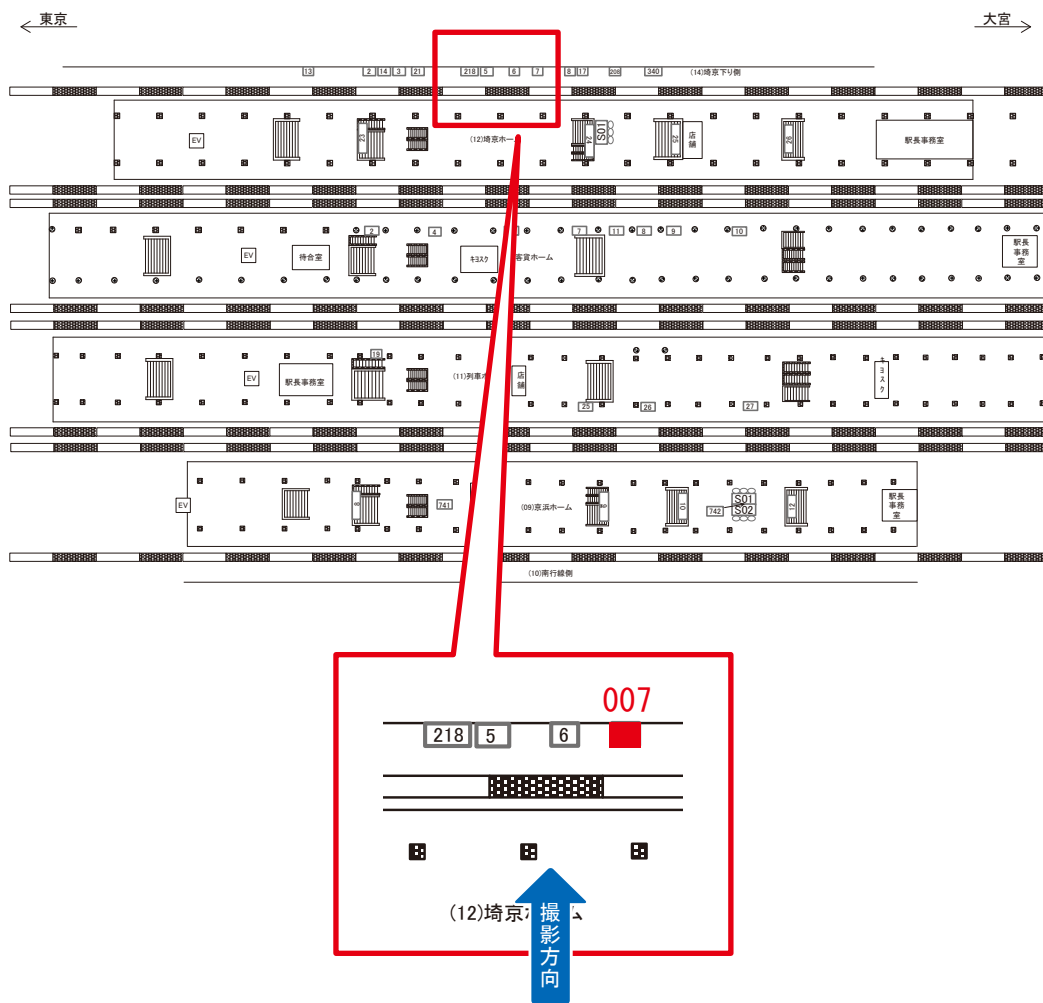 東京
大宮
13
2
14
3
21
218
5
6
7
8
17
208
340
(14)埼京下り側
EV
23
(12)埼京ホーム
24
S01
25
店舗
26
駅長事務室
2
4
7
11
8
9
10
EV
待合室
キヨスク
客貨ホーム
駅長事務室
19
EV
駅長事務室
(11)列車ホ
店舗
キヨスク
25
26
27
EV
8
741
(09)京浜ホーム
10
742
S01
S02
12
駅長事務室
(10)南行線側
007
218
5
6
(12)埼京
撮影方向